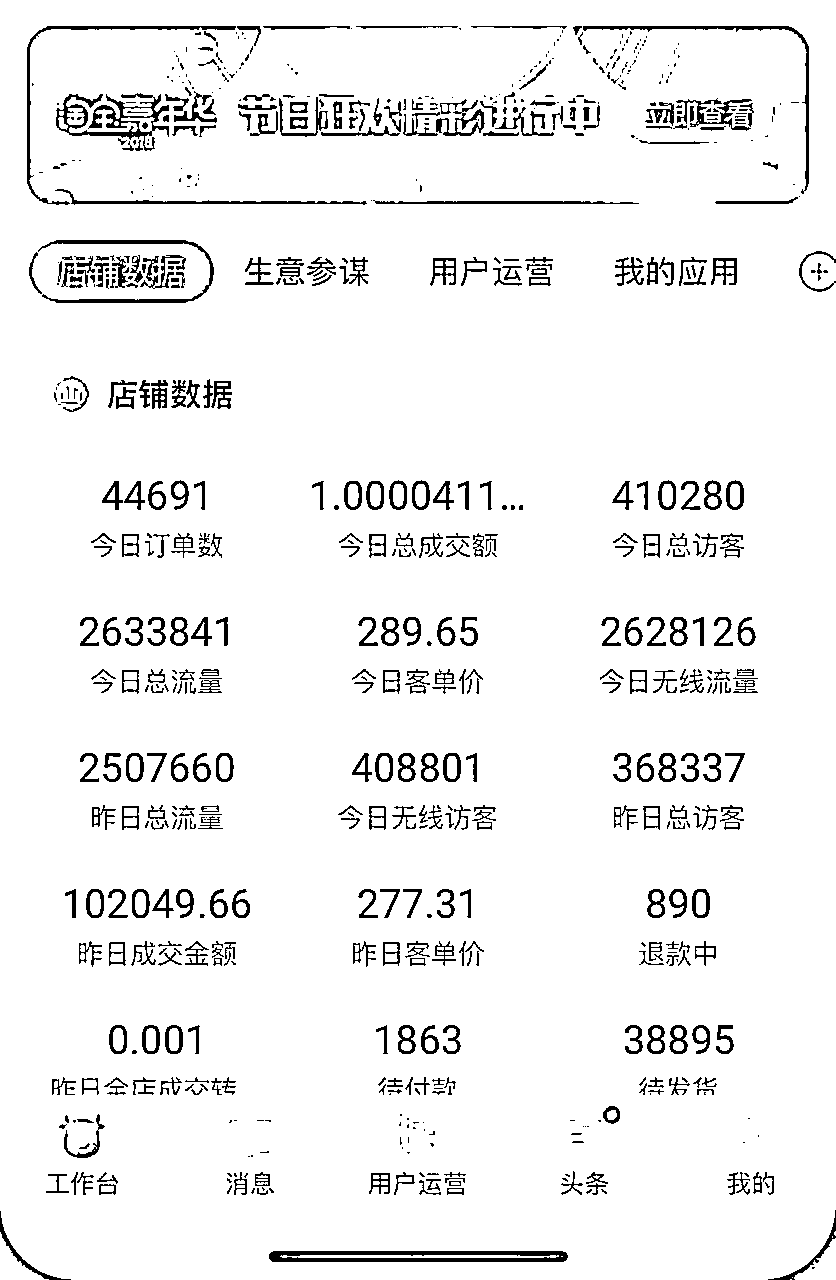 淘宝嘉年华 节日狂欢精彩进行中 立即查看
2018
店铺数据 生意参谋 用户运营 我的应用
店铺数据
44691 1.0000411... 410280
今日订单数 今日总成交额 今日总访客
2633841 289.65 2628126
今日总流量 今日客单价 今日无线流量
2507660 408801 368337
昨日总流量 今日无线访客 昨日总访客
102049.66 277.31 890
昨日成交金额 昨日客单价 退款中
0.001 1863 38895
昨日全店成交转 待付款 待发货
工作台 消息 用户运营 头条 我的